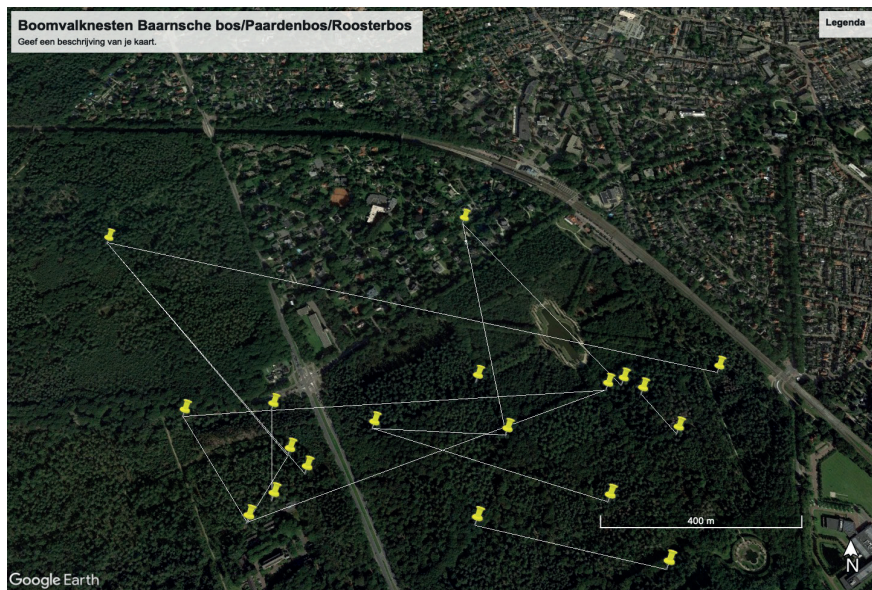 Boomvalknesten Baarnsche bos/Paardenbos/Roosterbos
Geef een beschrijving van je kaart.
Legenda
400 m
N
Google Earth